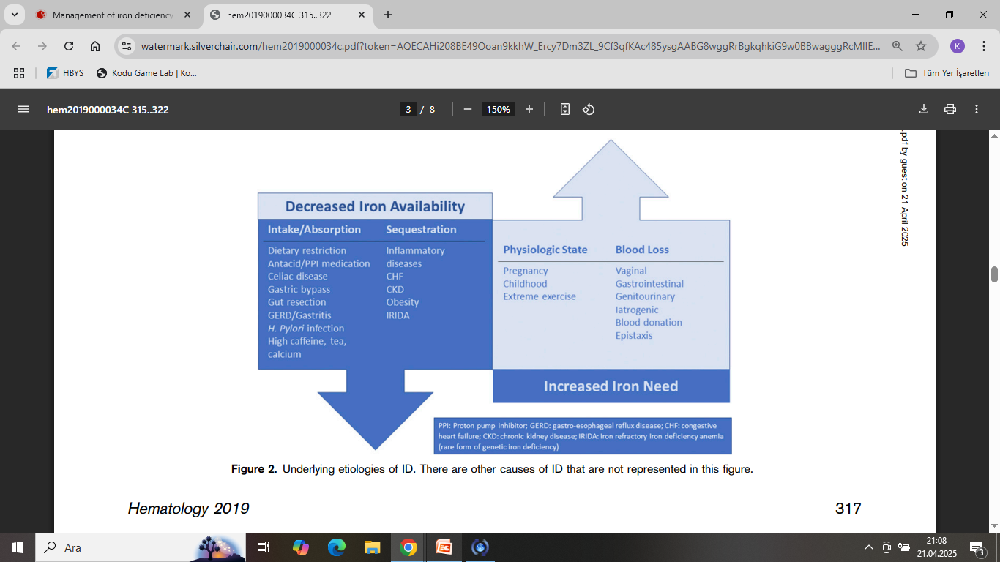 Management of iron deficiency
hem2019000034C 315..322
watermark.silverchair.com/hem2019000034c.pdf?token=AQECAHi208BE49Ooan9kkhW_Ercy7Dm3ZL_9Cf3qfKAc485ysgAABG8wggRrBgkqhkiG9w0BBwagggRcMIIE...
K
HBYS
Kodu Game Lab | Ko...
Tüm Yer İşaretleri
hem2019000034C 315..322
3 / 8
150%
.pdf by guest on 21 April 2025
Decreased Iron Availability
Intake/Absorption
Dietary restriction
Antacid/PPI medication
Celiac disease
Gastric bypass
Gut resection
GERD/Gastritis
H. Pylori infection
High caffeine, tea,
calcium
Sequestration
Inflammatory
diseases
CHF
CKD
Obesity
IRIDA
Physiologic State
Pregnancy
Childhood
Extreme exercise
Blood Loss
Vaginal
Gastrointestinal
Genitourinary
Iatrogenic
Blood donation
Epistaxis
Increased Iron Need
PPI: Proton pump inhibitor; GERD: gastro-esophageal reflux disease; CHF: congestive
heart failure; CKD: chronic kidney disease; IRIDA: iron refractory iron deficiency anemia
(rare form of genetic iron deficiency)
Figure 2. Underlying etiologies of ID. There are other causes of ID that are not represented in this figure.
Hematology 2019
317
Ara
21:08
21.04.2025
3